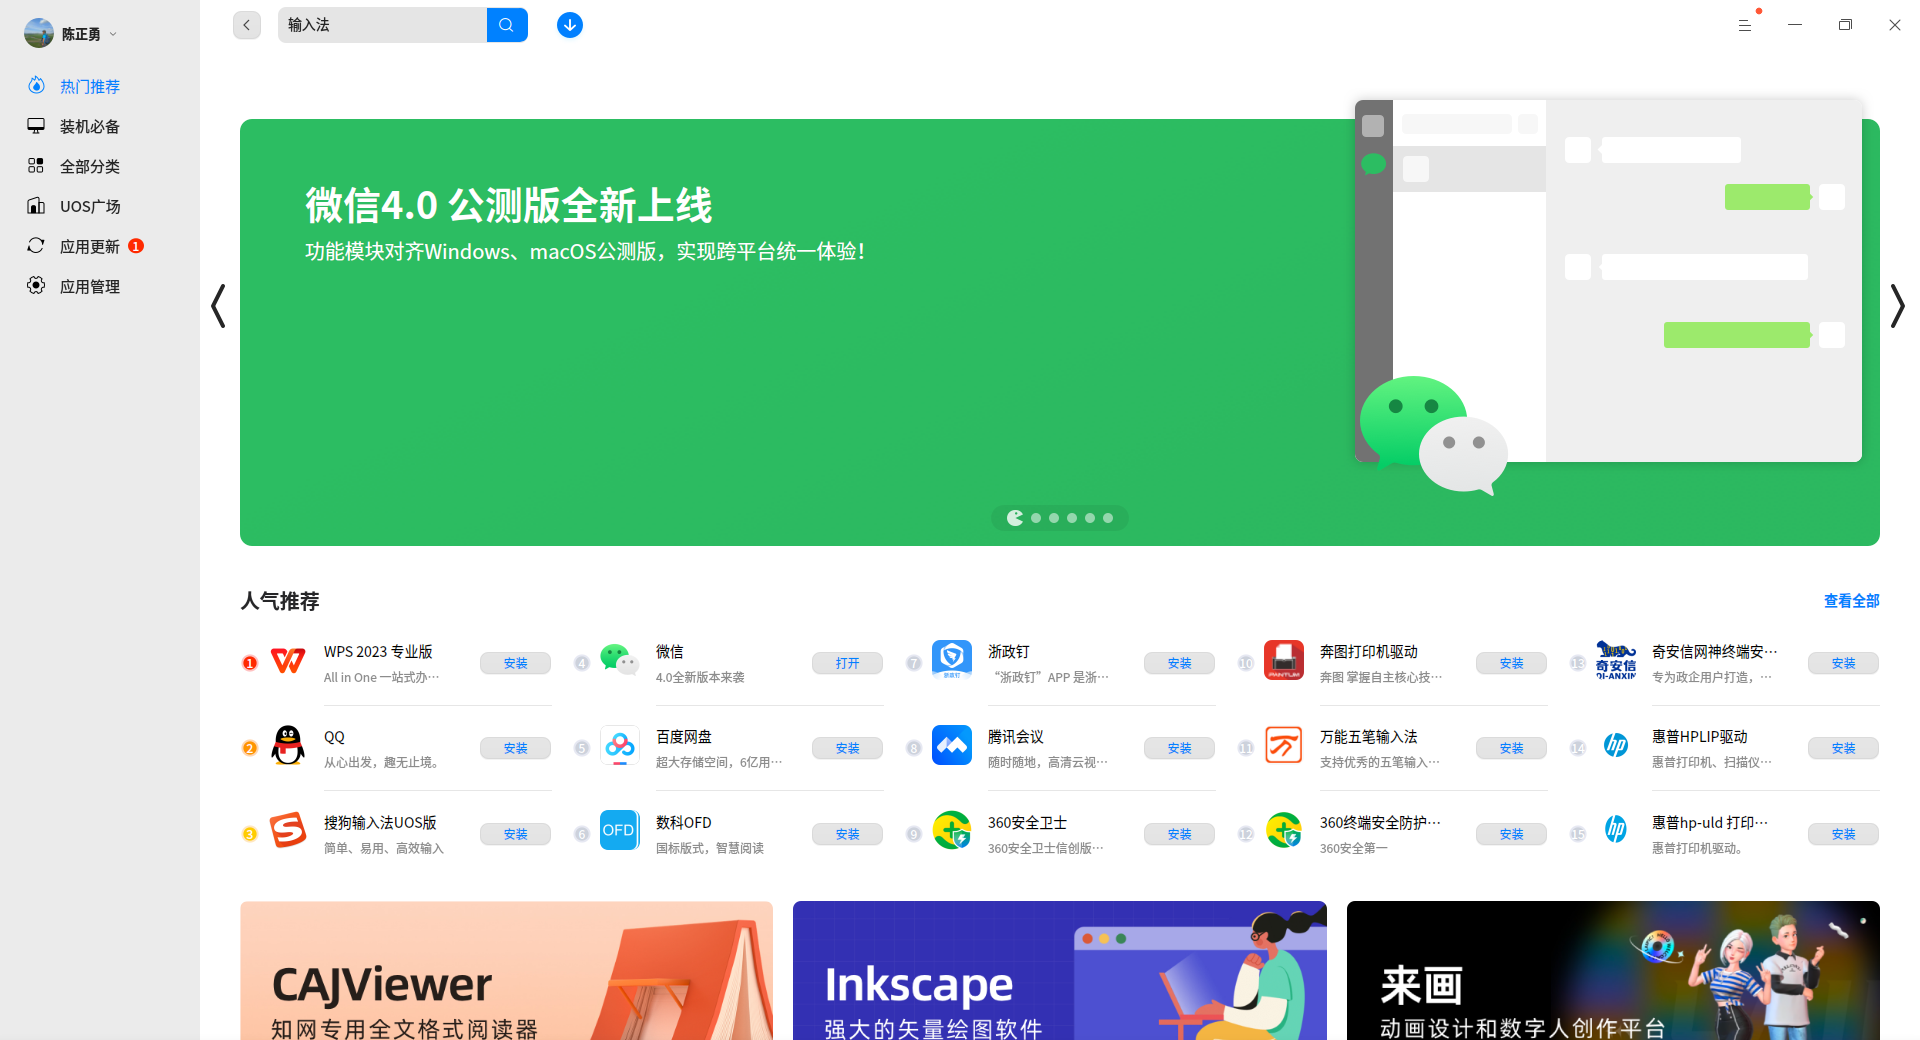 陈正勇
输入法
热门推荐
装机必备
全部分类
UOS广场
应用更新 1
应用管理
微信4.0 公测版全新上线
功能模块对齐Windows、macOS公测版，实现跨平台统一体验！
人气推荐
查看全部
1 WPS 2023 专业版
All in One 一站式办···
安装
4 微信
4.0全新版本来袭
打开
7 浙政钉
浙政钉
“浙政钉”APP 是浙···
安装
10 奔图打印机驱动
PANTUM
奔图 掌握自主核心技···
安装
13 奇安信网神终端安···
奇安信
QI-ANXIN
专为政企用户打造，···
安装
2 QQ
从心出发，趣无止境。
安装
5 百度网盘
超大存储空间，6亿用···
安装
8 腾讯会议
随时随地，高清云视···
安装
11 万能五笔输入法
支持优秀的五笔输入···
安装
14 hp 惠普HPLIP驱动
惠普打印机、扫描仪···
安装
3 搜狗输入法UOS版
简单、易用、高效输入
安装
6 OFD 数科OFD
国标版式，智慧阅读
安装
9 360安全卫士
360安全卫士信创版···
安装
12 360终端安全防护···
360安全第一
安装
15 hp 惠普hp-uld 打印···
惠普打印机驱动。
安装
CAJViewer
知网专用全文格式阅读器
Inkscape
强大的矢量绘图软件
来画
动画设计和数字人创作平台